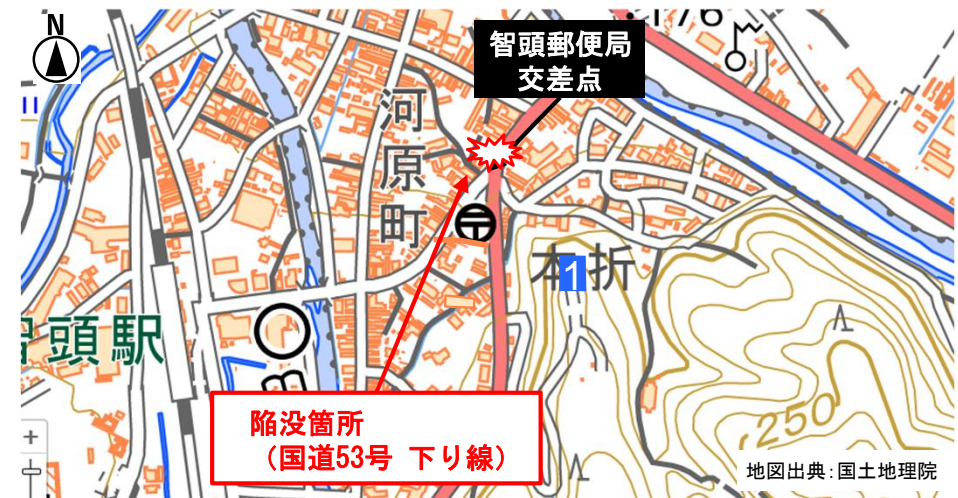 N
・176
智頭郵便局
交差点
河原町
本折
1
智頭駅
陥没箇所
（国道53号 下り線）
250
+
地図出典：国土地理院